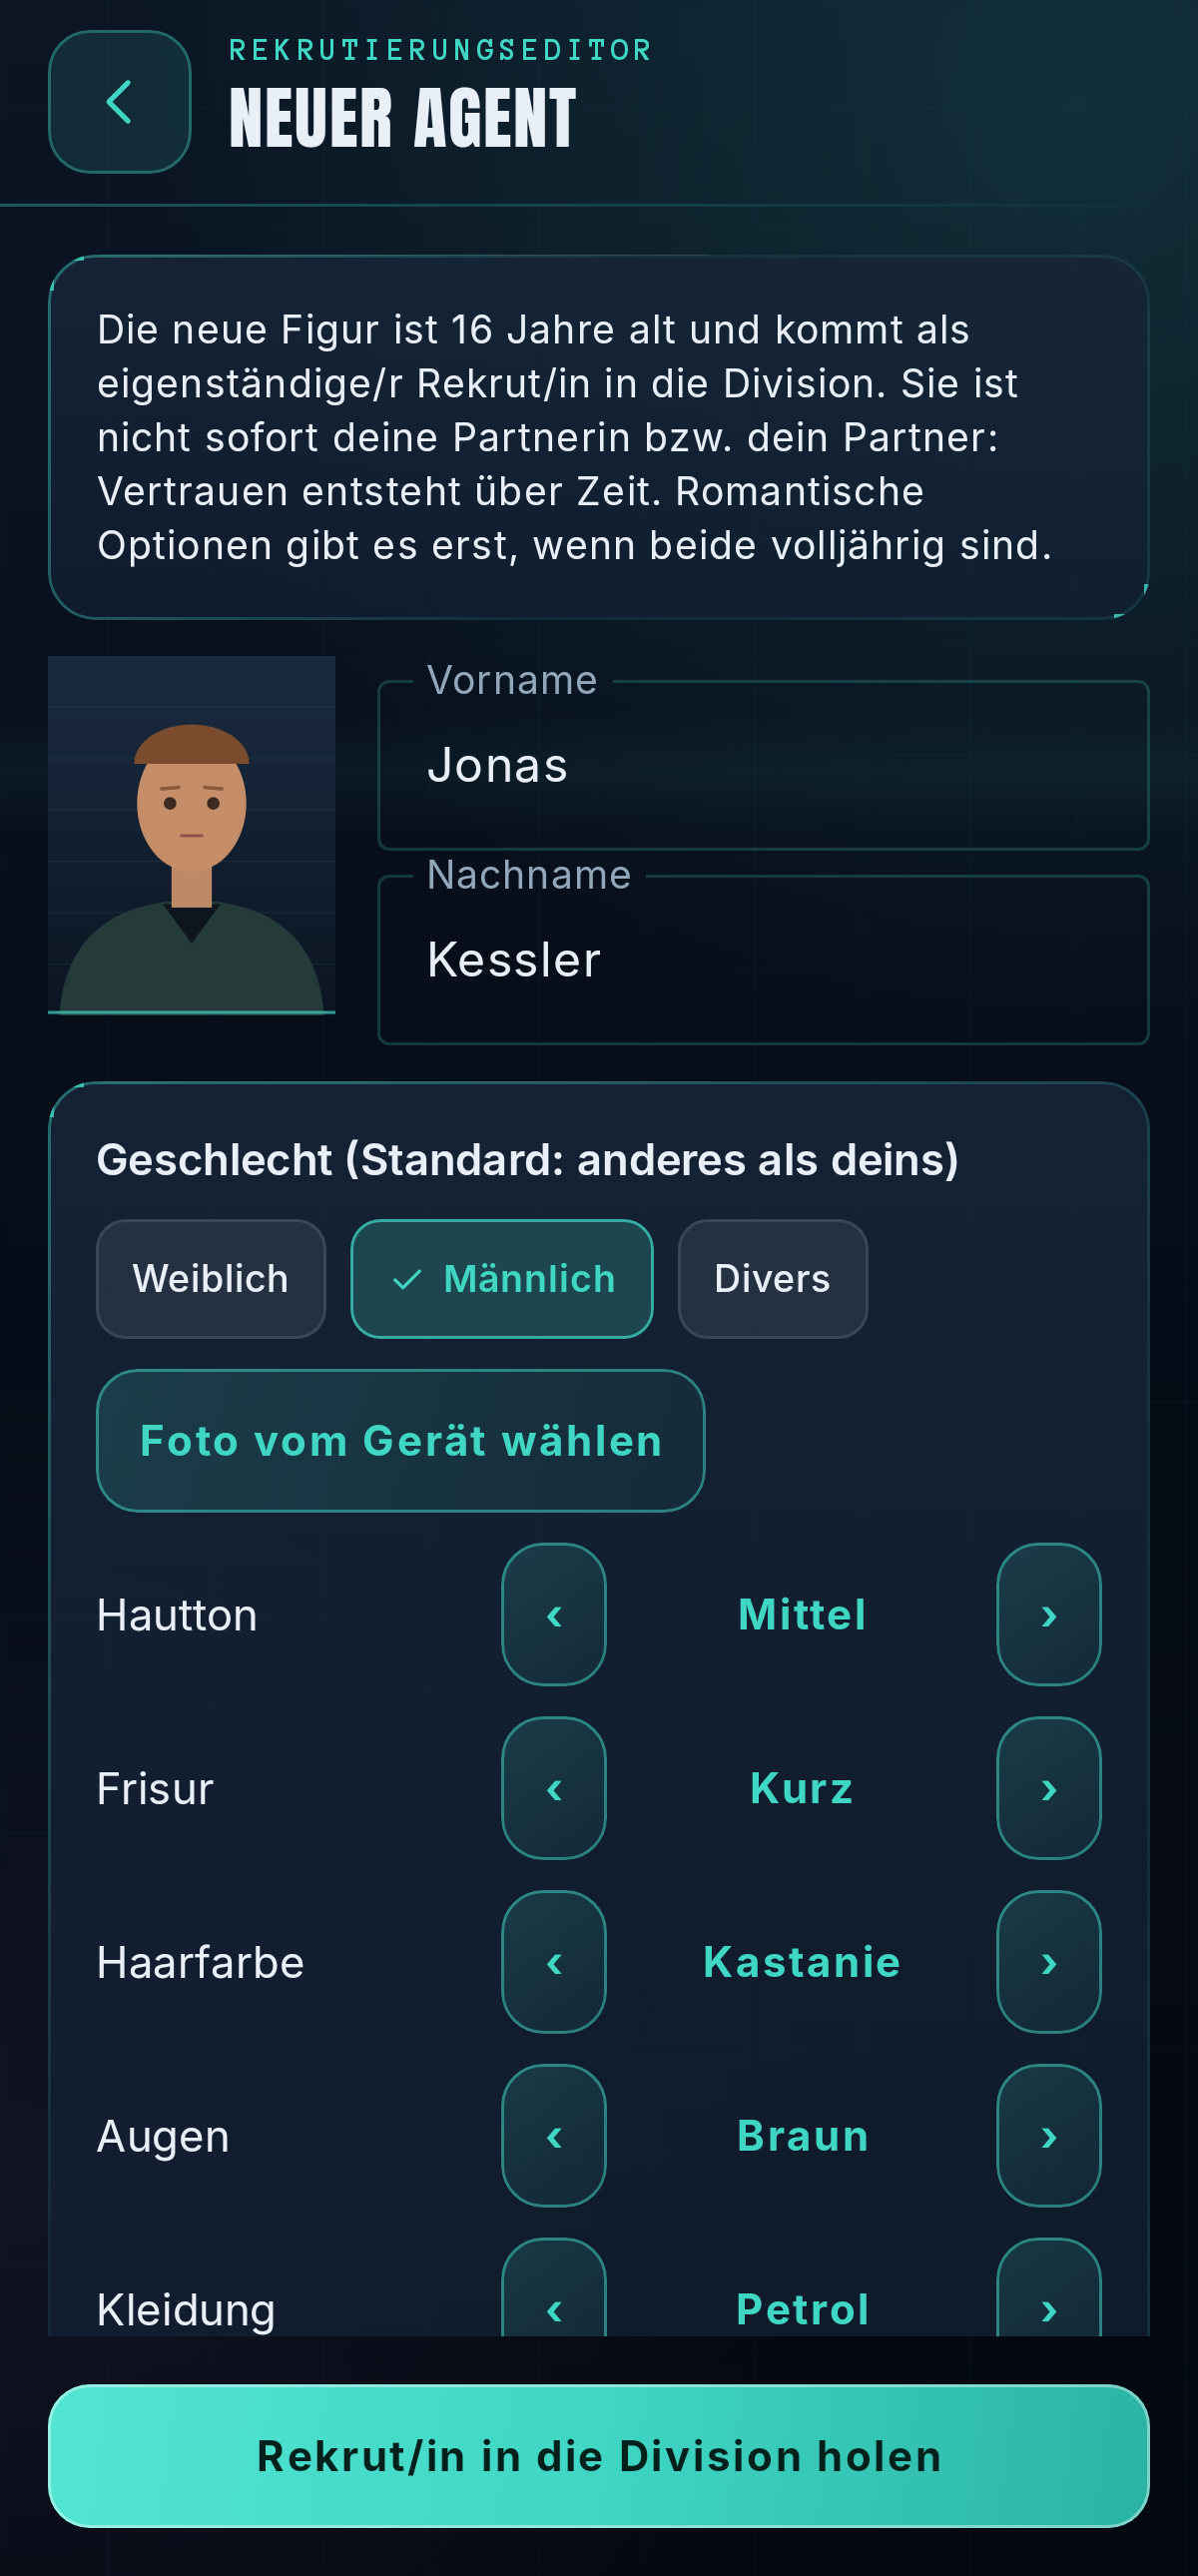 REKRUTIERUNGSEDITOR
NEUER AGENT
Die neue Figur ist 16 Jahre alt und kommt als
eigenständige/r Rekrut/in in die Division. Sie ist
nicht sofort deine Partnerin bzw. dein Partner:
Vertrauen entsteht über Zeit. Romantische
Optionen gibt es erst, wenn beide volljährig sind.
Vorname
Jonas
Nachname
Kessler
Geschlecht (Standard: anderes als deins)
Weiblich ✓ Männlich Divers
Foto vom Gerät wählen
Hautton ‹ Mittel ›
Frisur ‹ Kurz ›
Haarfarbe ‹ Kastanie ›
Augen ‹ Braun ›
Kleidung ‹ Petrol ›
Rekrut/in in die Division holen